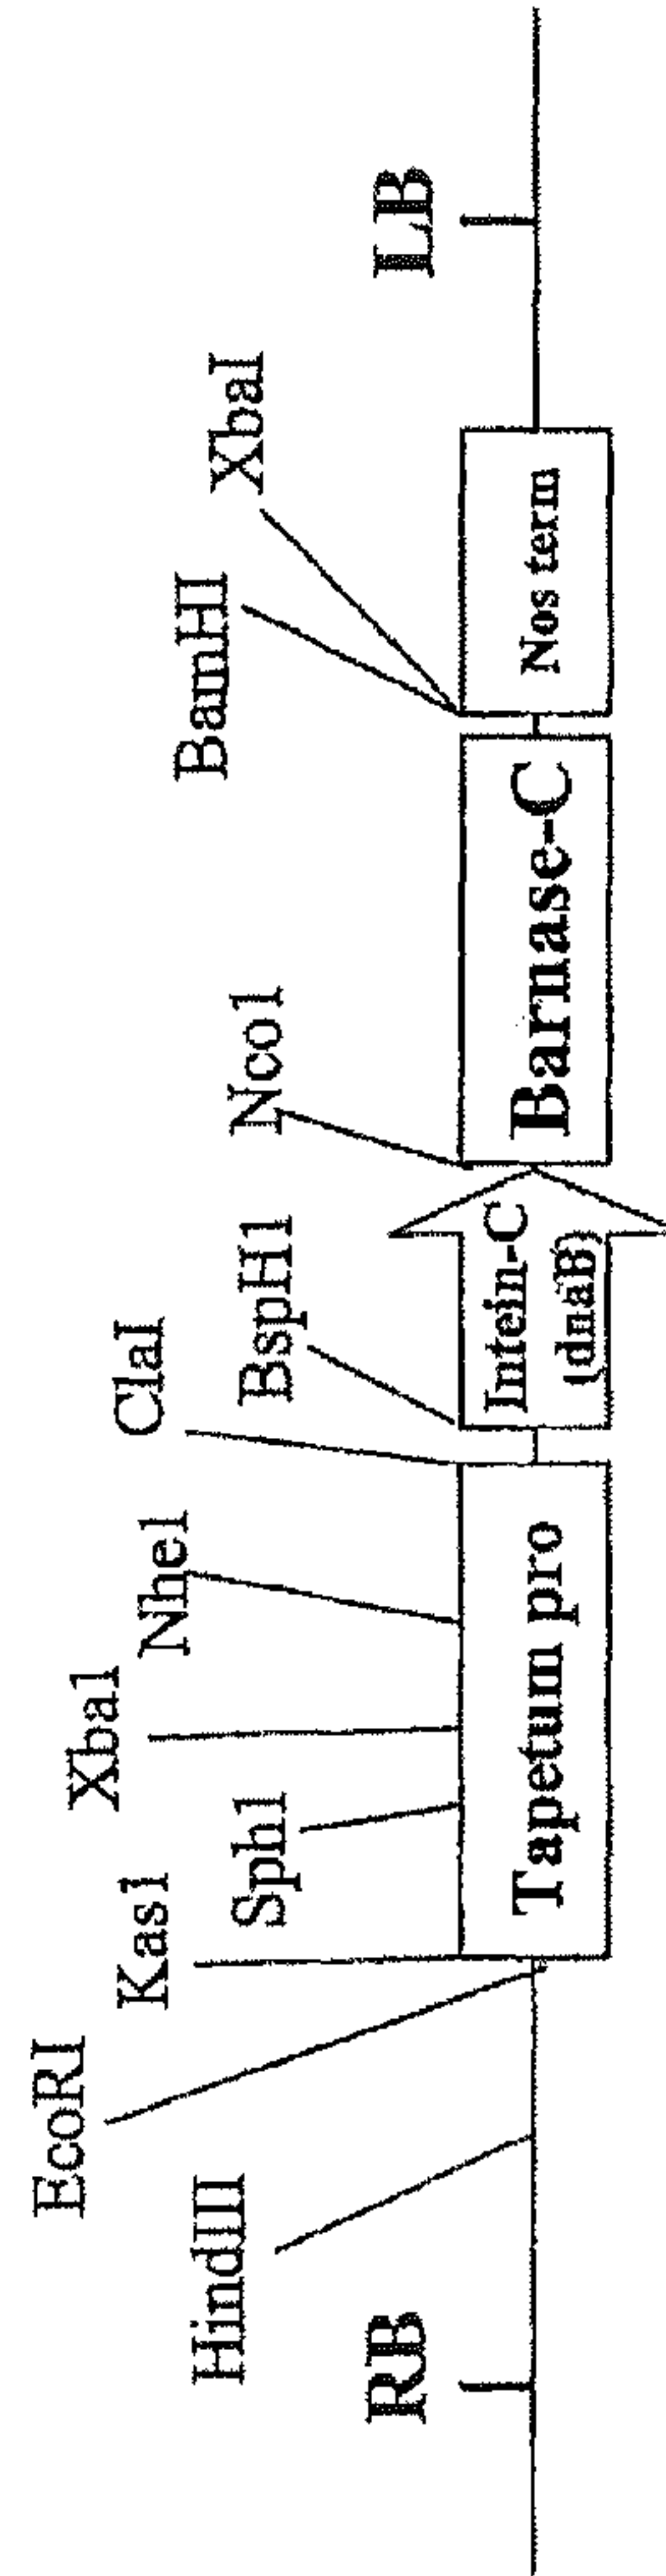 RB
HindIII
EcoRI
Kas1
Sph1
Xba1
Nhe1
ClaI
BspH1
Nco1
BamHI
XbaI
LB
Tapetum pro
Intein-C
(dnaB)
Barnase-C
Nos term